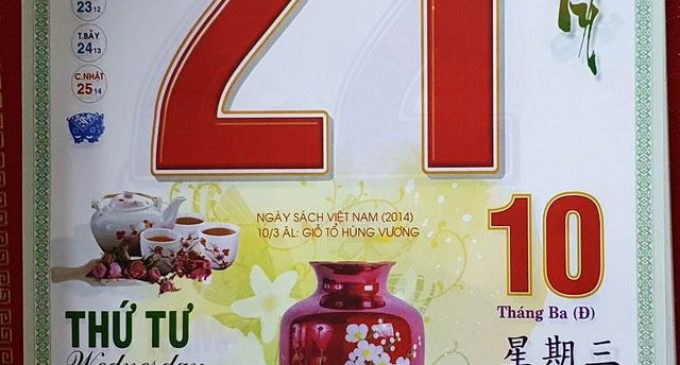 23 12
T.BẢY
24 13
C.NHẬT
25 14
21
NGÀY SÁCH VIỆT NAM (2014)
10/3 ÂL: GIỖ TỔ HÙNG VƯƠNG
10
Tháng Ba (Đ)
THỨ TƯ
Wednesday
星期三